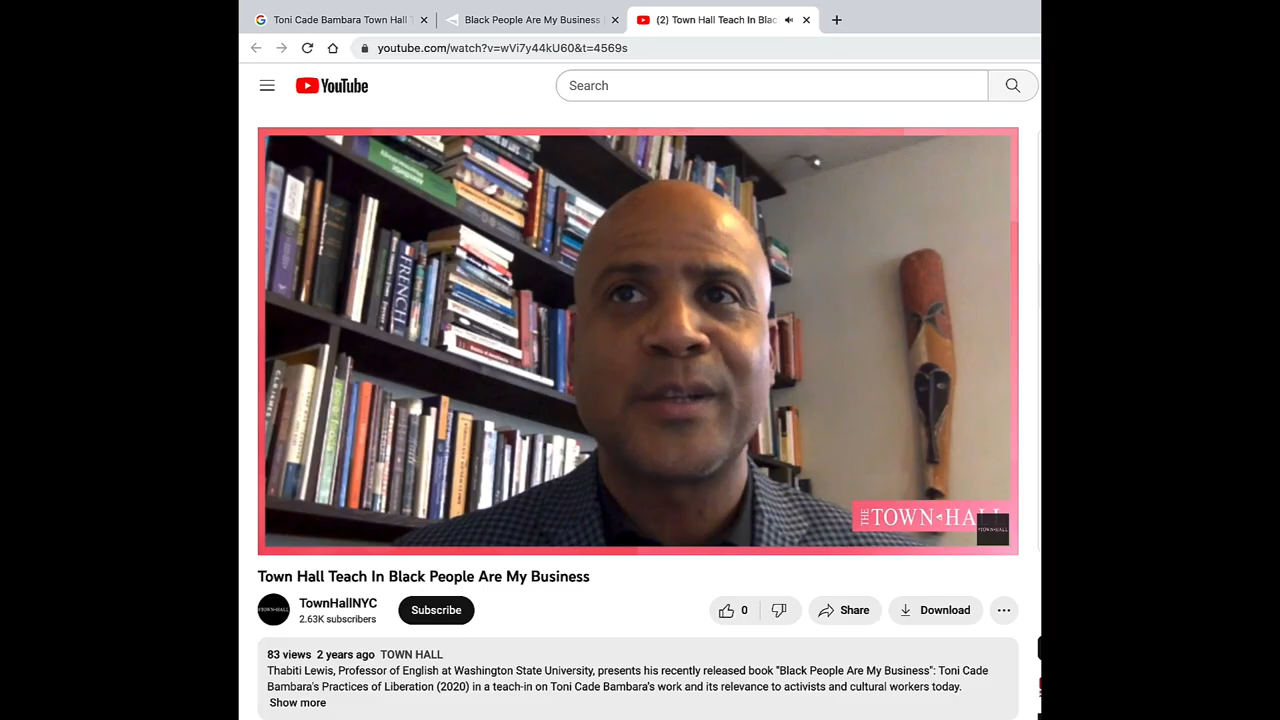 Toni Cade Bambara Town Hall T
Black People Are My Business
(2) Town Hall Teach In Blac
youtube.com/watch?v=wVi7y44kU60&t=4569s
YouTube
Search
FRENCH
THE TOWN HALL
TOWN HALL
Town Hall Teach In Black People Are My Business
TOWN HALL
TownHallNYC
2.63K subscribers
Subscribe
0
Share
Download
83 views 2 years ago TOWN HALL
Thabiti Lewis, Professor of English at Washington State University, presents his recently released book "Black People Are My Business": Toni Cade
Bambara's Practices of Liberation (2020) in a teach-in on Toni Cade Bambara's work and its relevance to activists and cultural workers today.
Show more